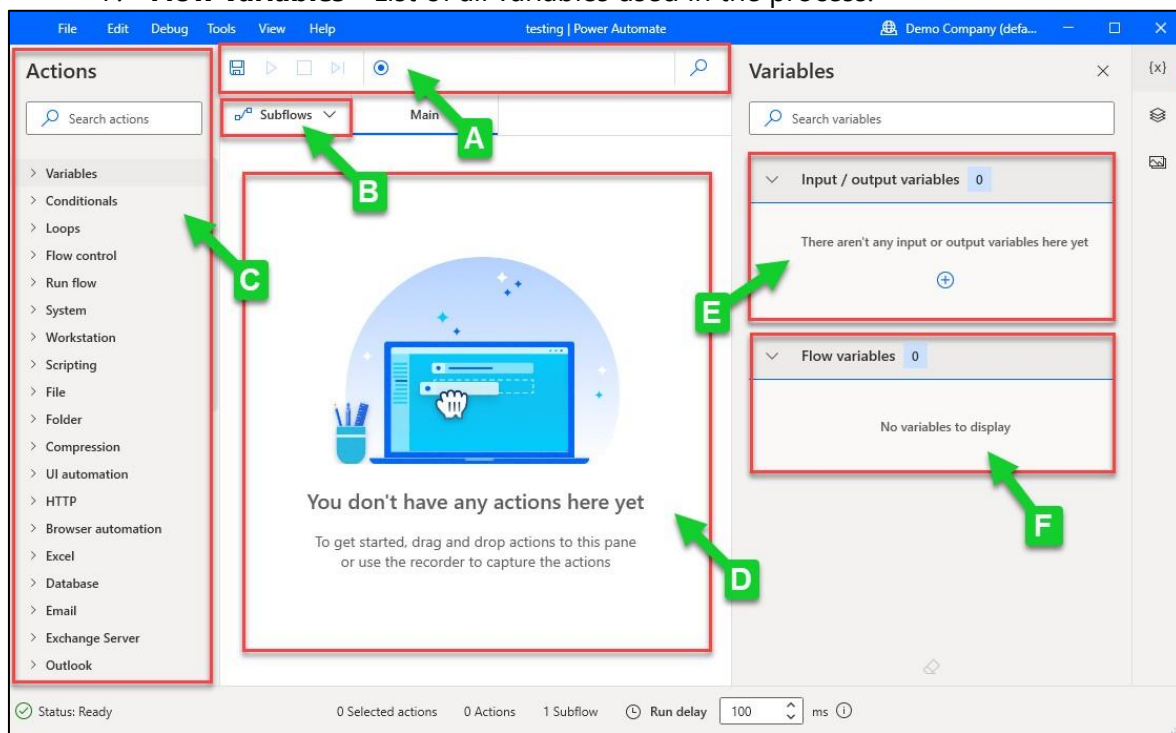 Flow variables - List of all variables used in the process.
File Edit Debug Tools View Help testing | Power Automate Demo Company (defa...
Actions
Search actions
> Variables
> Conditionals
> Loops
> Flow control
> Run flow
> System
> Workstation
> Scripting
> File
> Folder
> Compression
> UI automation
> HTTP
> Browser automation
> Excel
> Database
> Email
> Exchange Server
> Outlook
Subflows Main
A
B
C
You don't have any actions here yet
To get started, drag and drop actions to this pane
or use the recorder to capture the actions
D
Variables
{x}
Search variables
Input / output variables 0
There aren't any input or output variables here yet
E
Flow variables 0
No variables to display
F
Status: Ready 0 Selected actions 0 Actions 1 Subflow Run delay 100 ms